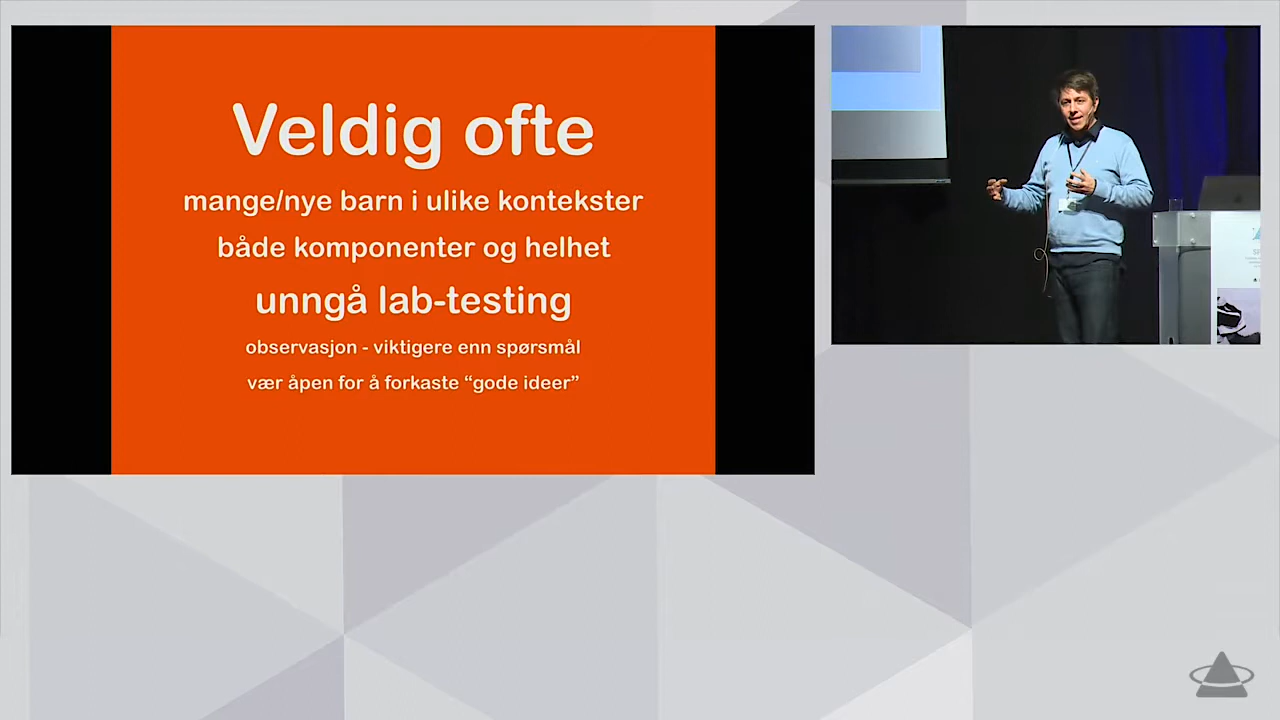 Veldig ofte
mange/nye barn i ulike kontekster
både komponenter og helhet
unngå lab-testing
observasjon - viktigere enn spørsmål
vær åpen for å forkaste “gode ideer”